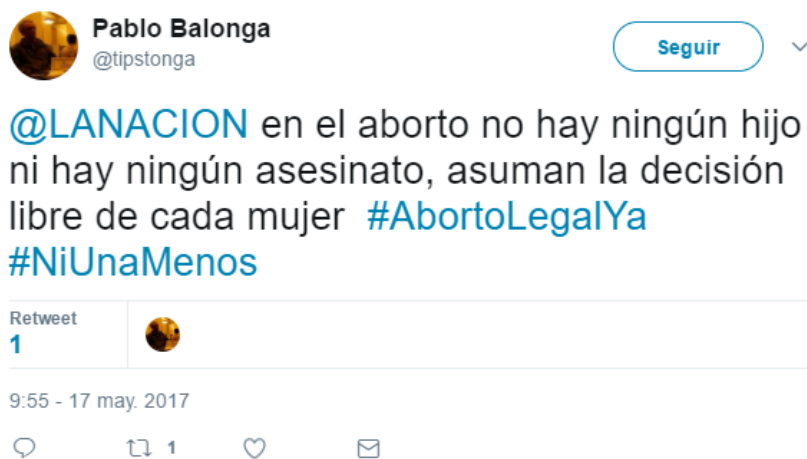 Pablo Balonga
@tipstonga
Seguir
@LANACION en el aborto no hay ningún hijo
ni hay ningún asesinato, asuman la decisión
libre de cada mujer #AbortoLegalYa
#NiUnaMenos
Retweet
1
9:55 - 17 may. 2017
1